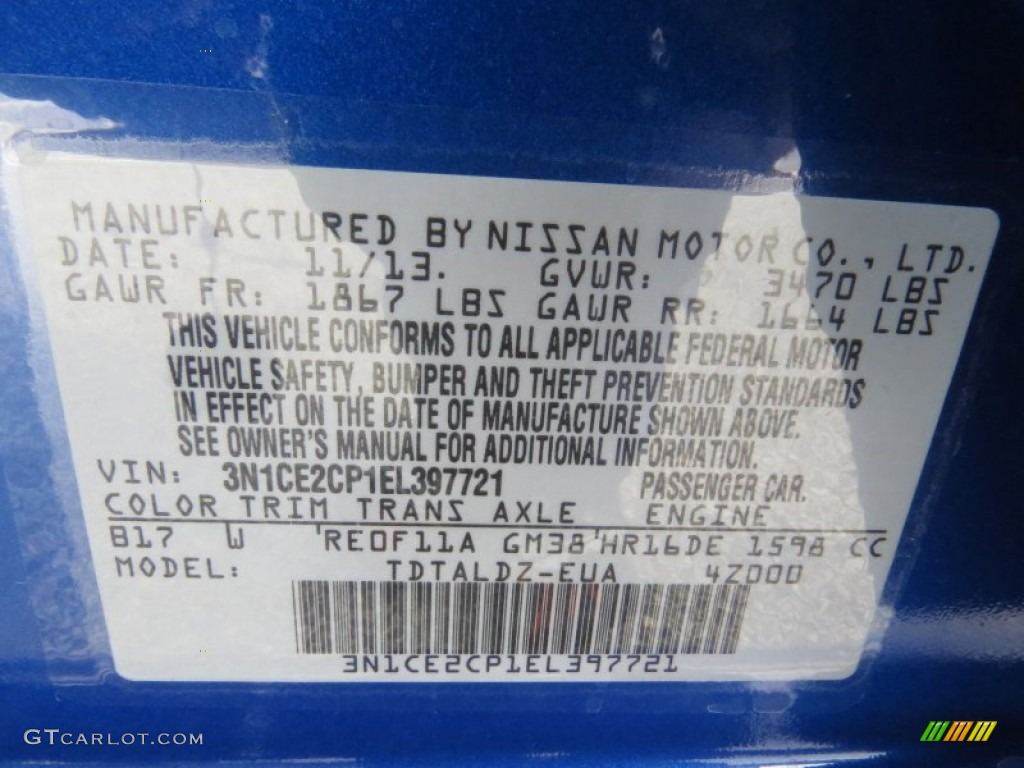 MANUFACTURED BY NISSAN MOTOR CO., LTD.
DATE: 11/13. GVWR: 3470 LBS
GAWR FR: 1867 LBS GAWR RR: 1664 LBS
THIS VEHICLE CONFORMS TO ALL APPLICABLE FEDERAL MOTOR
VEHICLE SAFETY, BUMPER AND THEFT PREVENTION STANDARDS
IN EFFECT ON THE DATE OF MANUFACTURE SHOWN ABOVE.
SEE OWNER'S MANUAL FOR ADDITIONAL INFORMATION.
VIN: 3N1CE2CP1EL397721 PASSENGER CAR.
COLOR TRIM TRANS AXLE ENGINE
B17 W 'RE0F11A GM38'HR16DE 1598 CC
MODEL: TDTALDZ-EUA 4Z000
3N1CE2CP1EL397721
GTCARLOT.COM